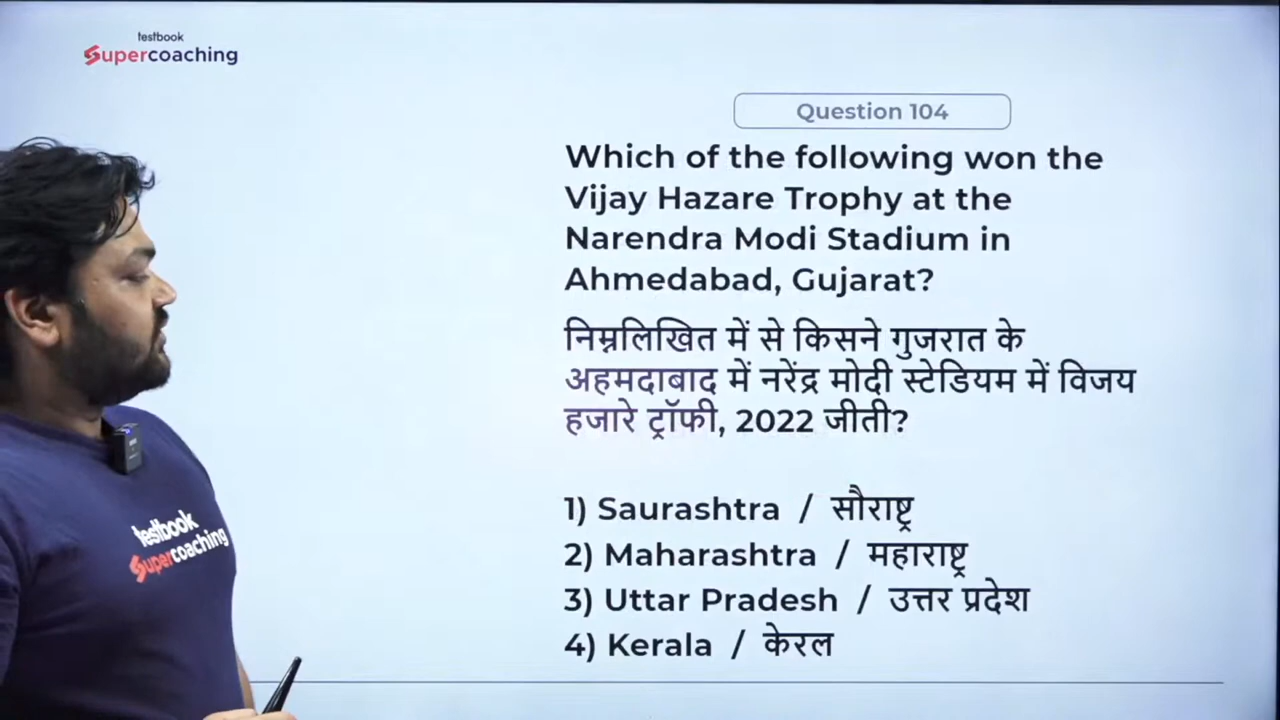 testbook
Supercoaching
Question 104
Which of the following won the
Vijay Hazare Trophy at the
Narendra Modi Stadium in
Ahmedabad, Gujarat?
निम्नलिखित में से किसने गुजरात के
अहमदाबाद में नरेंद्र मोदी स्टेडियम में विजय
हजारे ट्रॉफी, 2022 जीती?
1) Saurashtra / सौराष्ट्र
2) Maharashtra / महाराष्ट्र
3) Uttar Pradesh / उत्तर प्रदेश
4) Kerala / केरल
testbook
Supercoaching